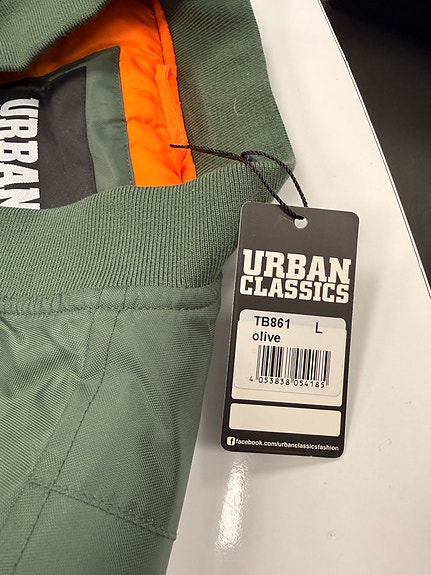 URBAN
URBAN
CLASSICS
TB861 L
olive
4 053838 054185
facebook.com/urbanclassicsfashion